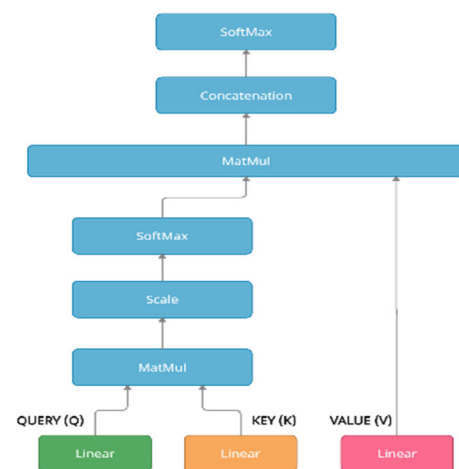 SoftMax
Concatenation
MatMul
SoftMax
Scale
MatMul
QUERY (Q)
KEY (K)
VALUE (V)
Linear
Linear
Linear